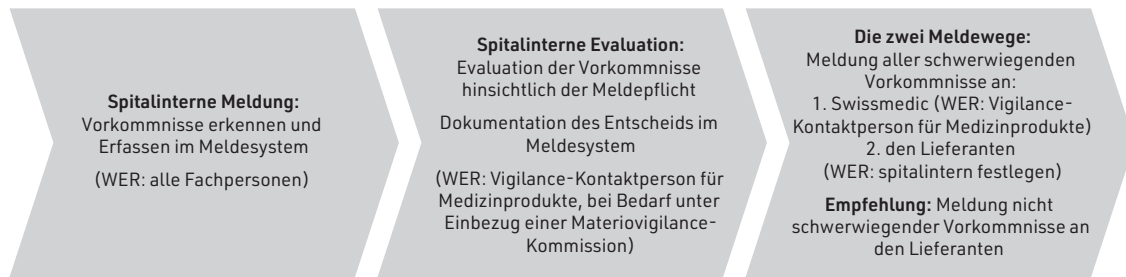 Spitalinterne Meldung:
Vorkommnisse erkennen und
Erfassen im Meldesystem
(WER: alle Fachpersonen)
Spitalinterne Evaluation:
Evaluation der Vorkommnisse
hinsichtlich der Meldepflicht
Dokumentation des Entscheids im
Meldesystem
(WER: Vigilance-Kontaktperson für
Medizinprodukte, bei Bedarf unter
Einbezug einer Materiovigilance-
Kommission)
Die zwei Meldewege:
Meldung aller schwerwiegenden
Vorkommnisse an:
1. Swissmedic (WER: Vigilance-
Kontaktperson für Medizinprodukte)
2. den Lieferanten
(WER: spitalintern festlegen)
Empfehlung: Meldung nicht
schwerwiegender Vorkommnisse an
den Lieferanten